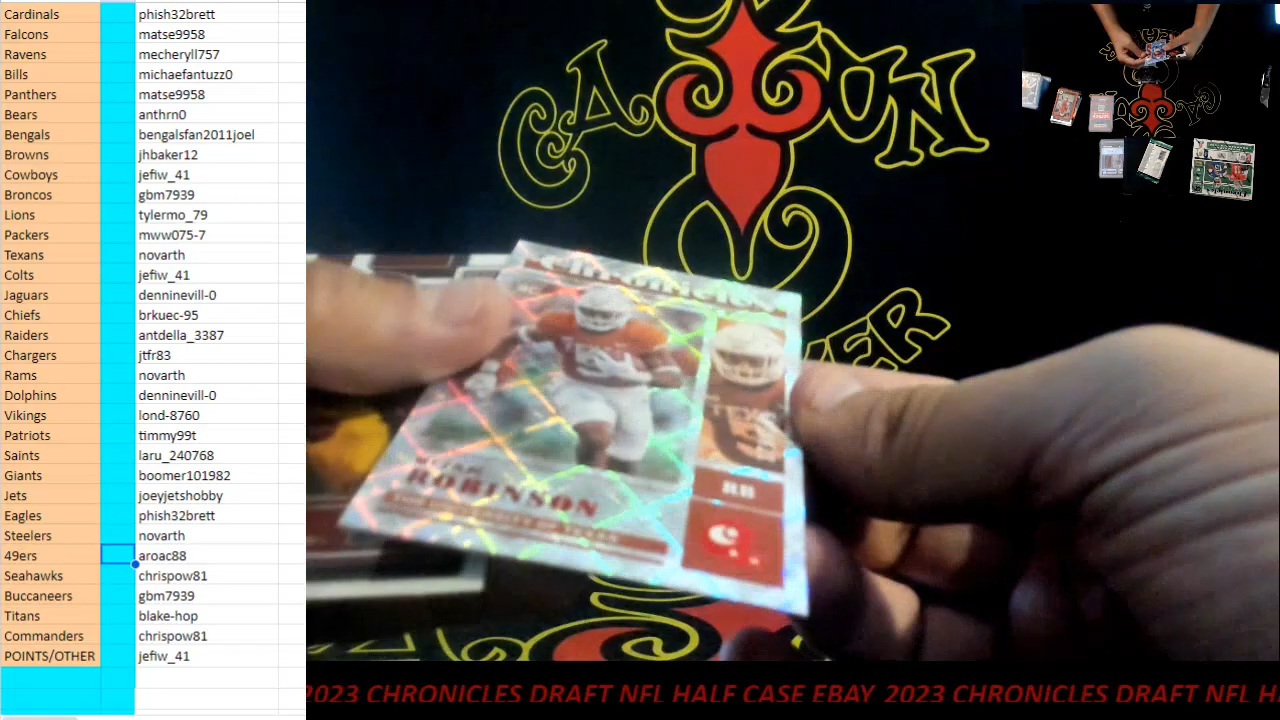 Cardinals phish32brett
Falcons matse9958
Ravens mecheryll757
Bills michaefantuzz0
Panthers matse9958
Bears anthrn0
Bengals bengalsfan2011joel
Browns jhbaker12
Cowboys jefiw_41
Broncos gbm7939
Lions tylermo_79
Packers mww075-7
Texans novarth
Colts jefiw_41
Jaguars denninevill-0
Chiefs brkuec-95
Raiders antdella_3387
Chargers jtfr83
Rams novarth
Dolphins denninevill-0
Vikings lond-8760
Patriots timmy99t
Saints laru_240768
Giants boomer101982
Jets joeyjetshobby
Eagles phish32brett
Steelers novarth
49ers aroac88
Seahawks chrispow81
Buccaneers gbm7939
Titans blake-hop
Commanders chrispow81
POINTS/OTHER jefiw_41
CHRONICLES
ROBINSON
RB
2023 CHRONICLES DRAFT NFL HALF CASE EBAY 2023 CHRONICLES DRAFT NFL H